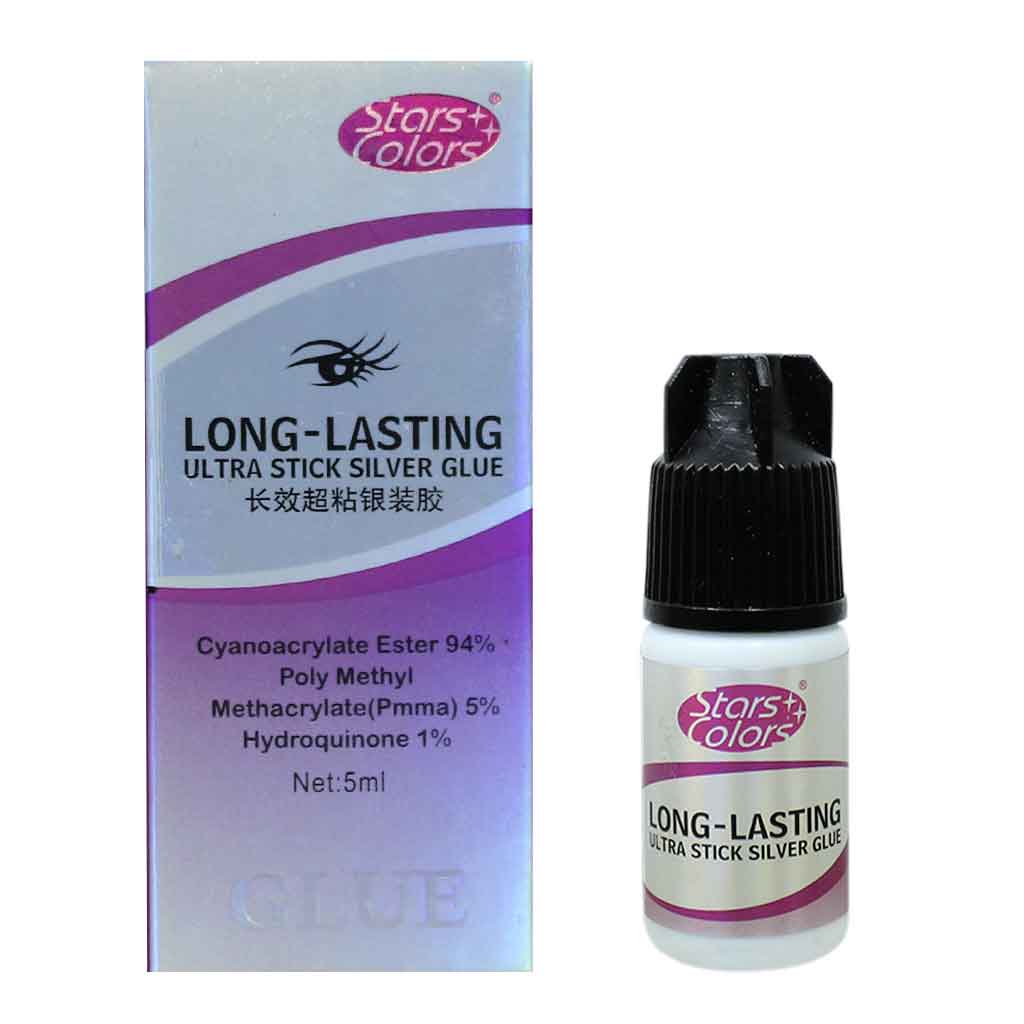 Stars
Colors
®
LONG-LASTING
ULTRA STICK SILVER GLUE
长效超粘银装胶
Cyanoacrylate Ester 94%
Poly Methyl
Methacrylate(Pmma) 5%
Hydroquinone 1%
Net:5ml
GLUE
Stars
Colors
®
LONG-LASTING
ULTRA STICK SILVER GLUE